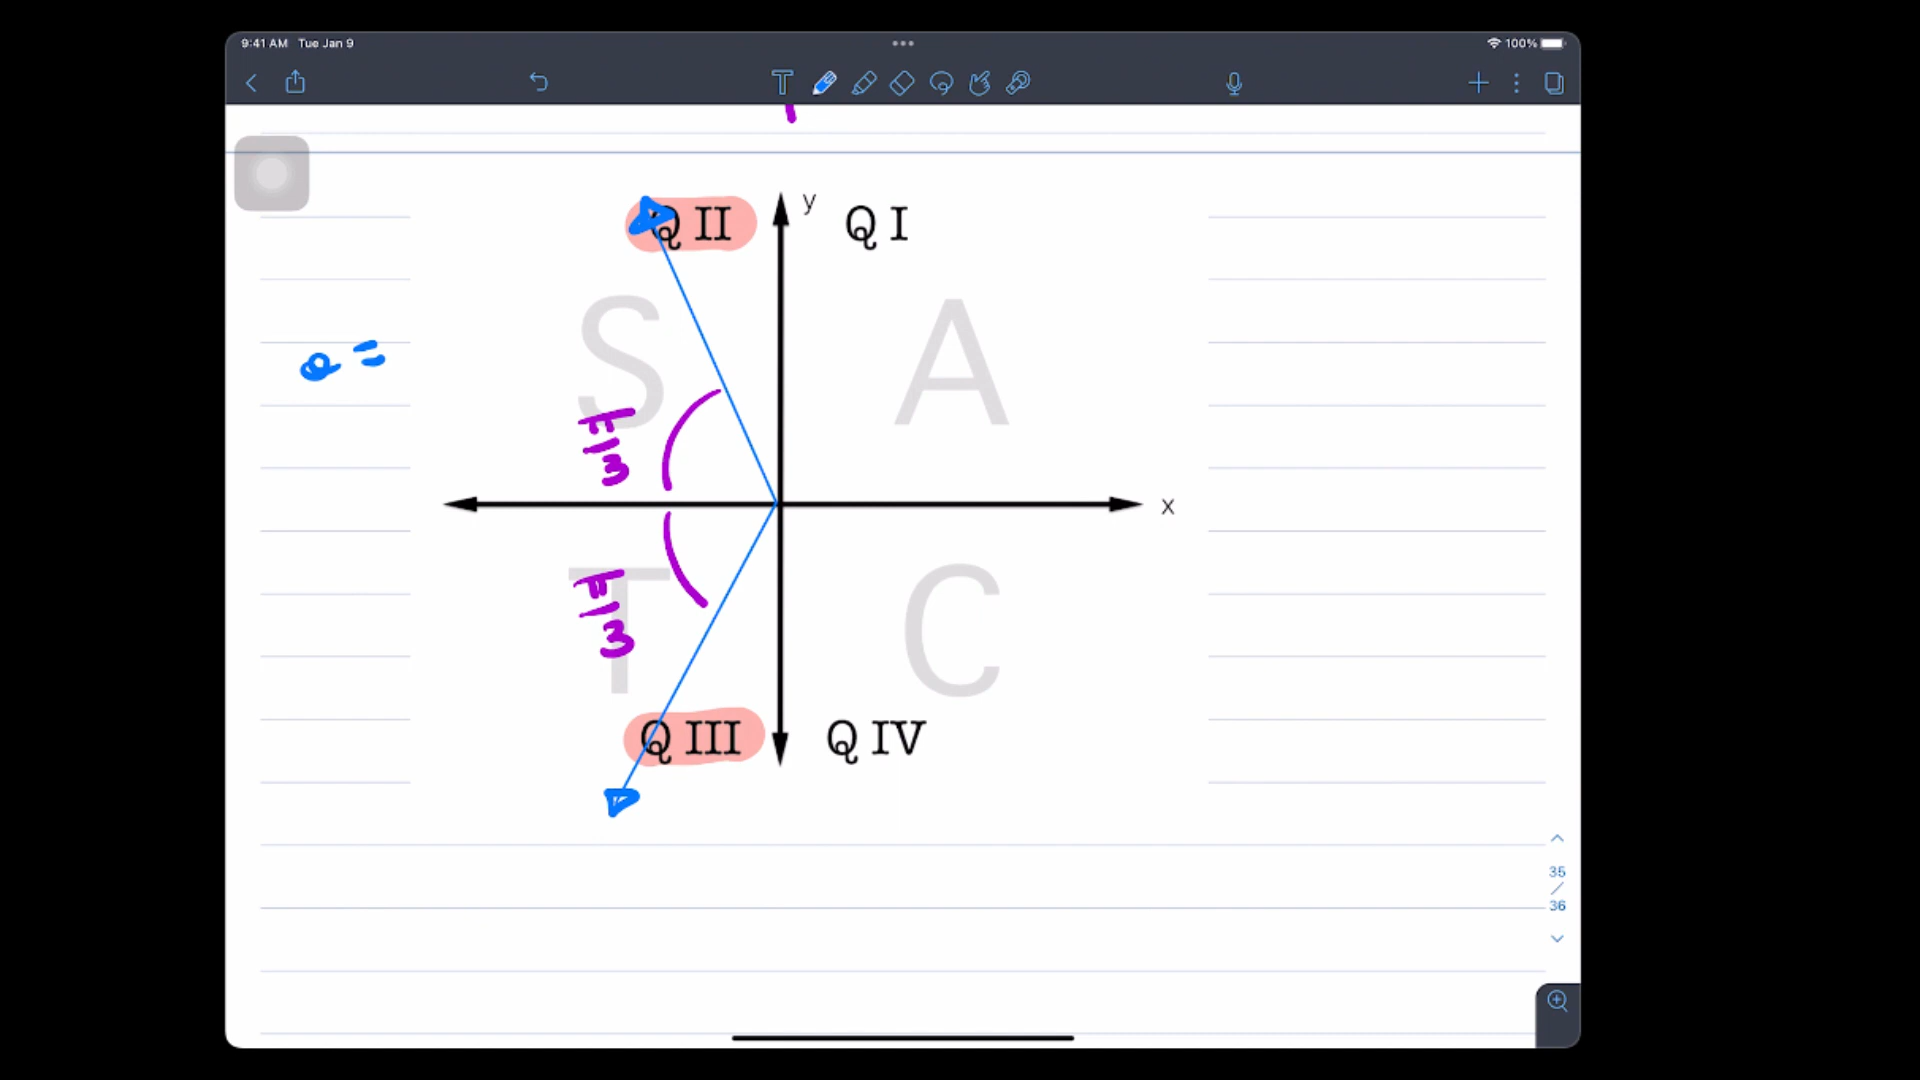 9:41 AM Tue Jan 9
100%
T
y
Q II
Q I
S
A
θ =
π/3
x
π/3
T
C
Q III
Q IV
35
/
36